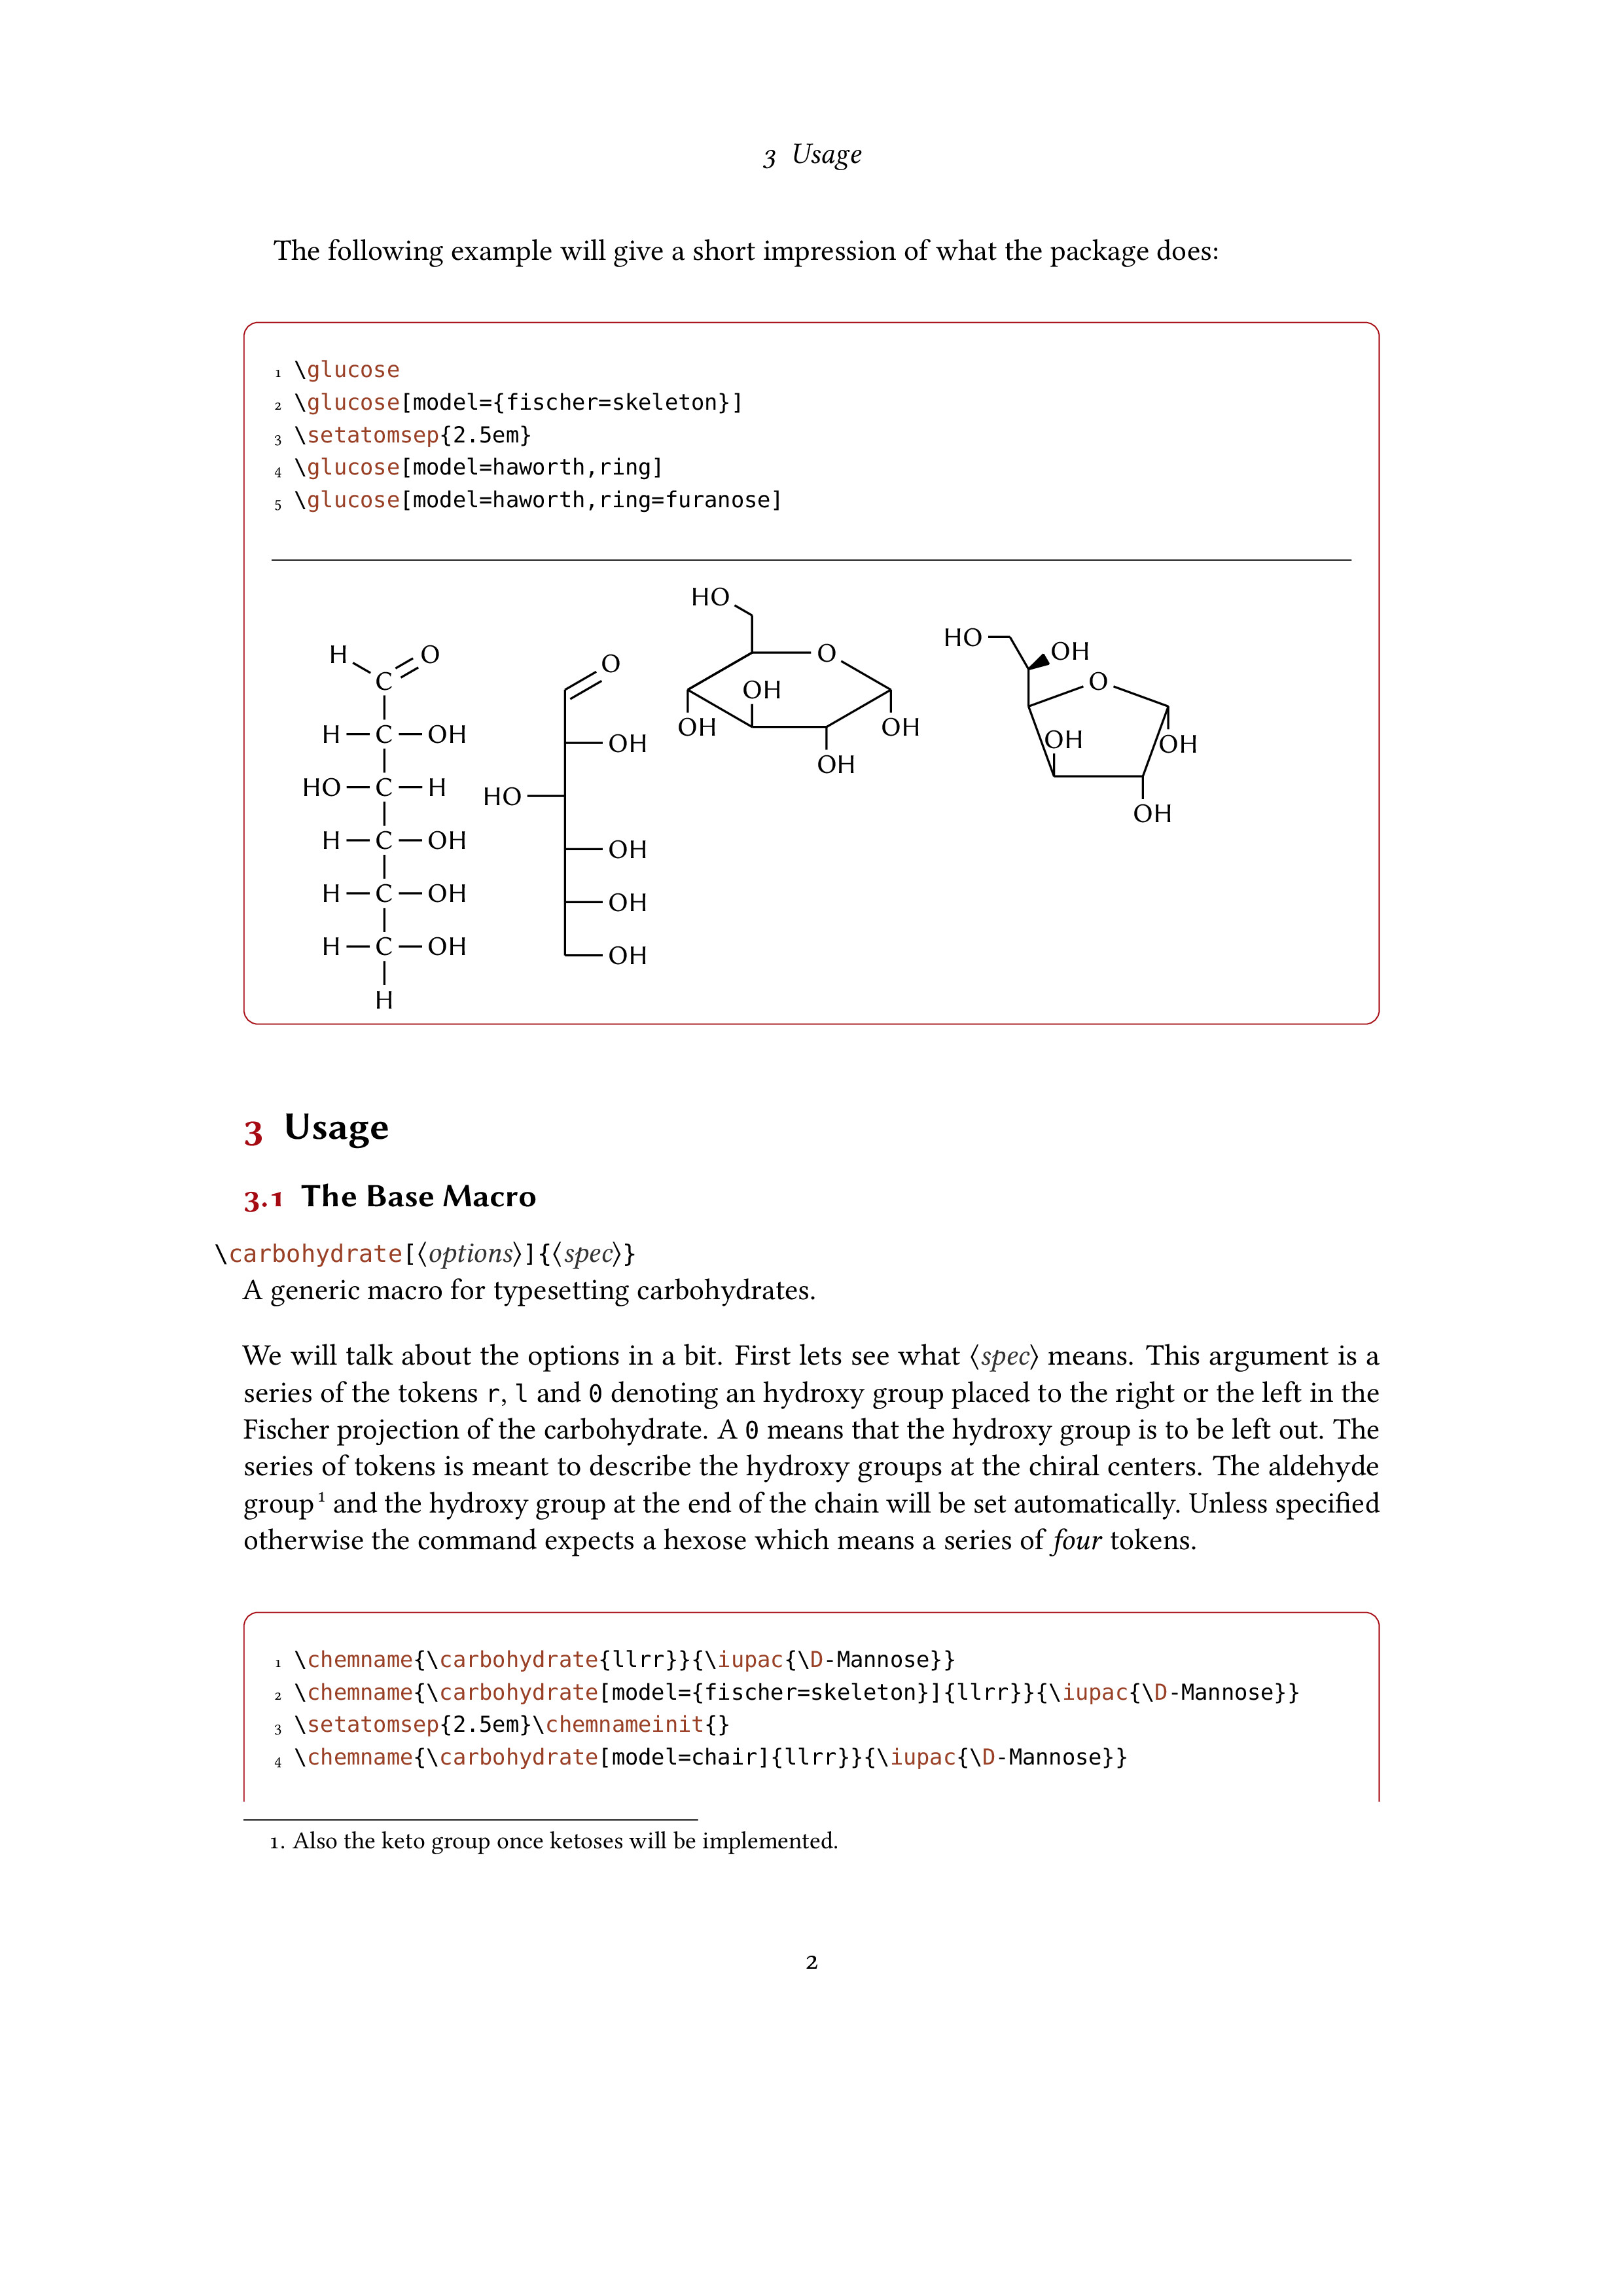 3 Usage
The following example will give a short impression of what the package does:
1 \glucose
2 \glucose[model={fischer=skeleton}]
3 \setatomsep{2.5em}
4 \glucose[model=haworth,ring]
5 \glucose[model=haworth,ring=furanose]
H O
C
H C OH
HO C H
H C OH
H C OH
H C OH
H
O
OH
HO
OH
OH
OH
HO
O
OH
OH
OH
OH
HO
OH
O
OH
OH
OH
3 Usage
3.1 The Base Macro
\carbohydrate[⟨options⟩]{⟨spec⟩}
A generic macro for typesetting carbohydrates.
We will talk about the options in a bit. First lets see what ⟨spec⟩ means. This argument is a
series of the tokens r, l and 0 denoting an hydroxy group placed to the right or the left in the
Fischer projection of the carbohydrate. A 0 means that the hydroxy group is to be left out. The
series of tokens is meant to describe the hydroxy groups at the chiral centers. The aldehyde
group¹ and the hydroxy group at the end of the chain will be set automatically. Unless specified
otherwise the command expects a hexose which means a series of four tokens.
1 \chemname{\carbohydrate{llrr}}{\iupac{\D-Mannose}}
2 \chemname{\carbohydrate[model={fischer=skeleton}]{llrr}}{\iupac{\D-Mannose}}
3 \setatomsep{2.5em}\chemnameinit{}
4 \chemname{\carbohydrate[model=chair]{llrr}}{\iupac{\D-Mannose}}
1. Also the keto group once ketoses will be implemented.
2